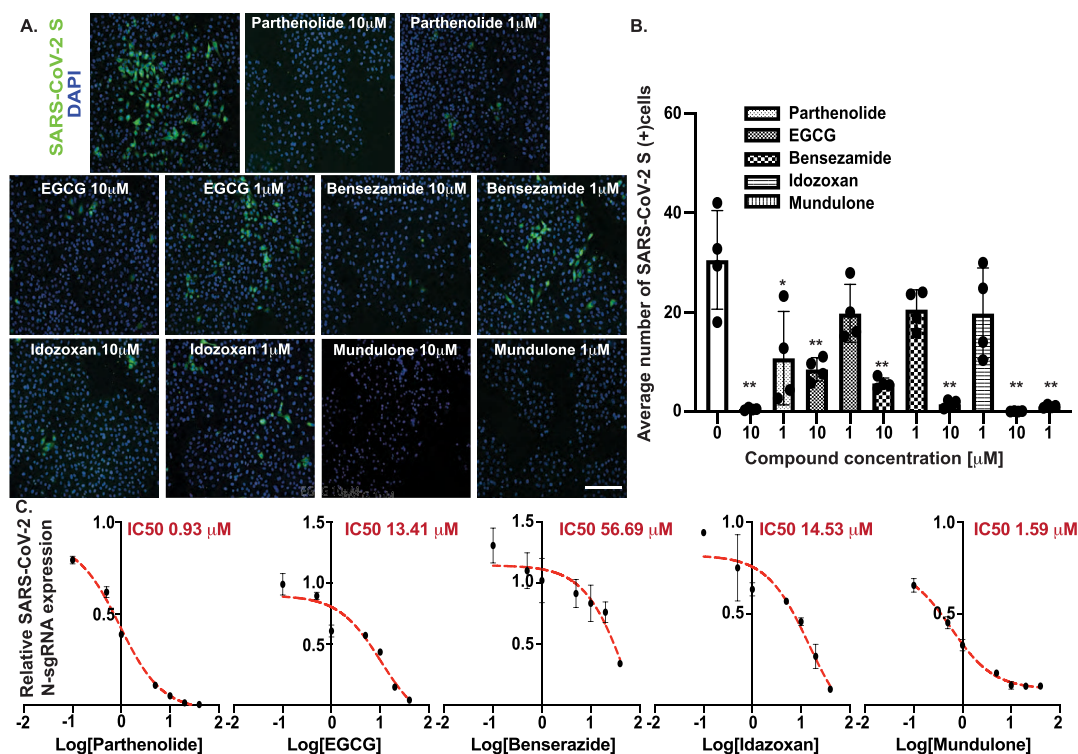 A.
SARS-CoV-2 S
DAPI
Parthenolide 10μM
Parthenolide 1μM
EGCG 10μM
EGCG 1μM
Bensezamide 10μM
Bensezamide 1μM
Idozoxan 10μM
Idozoxan 1μM
Mundulone 10μM
Mundulone 1μM
B.
Average number of SARS-CoV-2 S (+)cells
60
40
20
0
Parthenolide
EGCG
Bensezamide
Idozoxan
Mundulone
** * ** ** ** ** **
0 10 1 10 1 10 1 10 1 10 1
Compound concentration [μM]
C.
Relative SARS-CoV-2
N-sgRNA expression
IC50 0.93 μM
1.0
0.5
-2 -1 0 1 2
Log[Parthenolide]
IC50 13.41 μM
1.5
1.0
0.5
-2 -1 0 1 2
Log[EGCG]
IC50 56.69 μM
1.5
1.0
0.5
-2 -1 0 1 2
Log[Benserazide]
IC50 14.53 μM
1.0
0.5
-2 -1 0 1 2
Log[Idazoxan]
IC50 1.59 μM
1.0
0.5
-2 -1 0 1 2
Log[Mundulone]